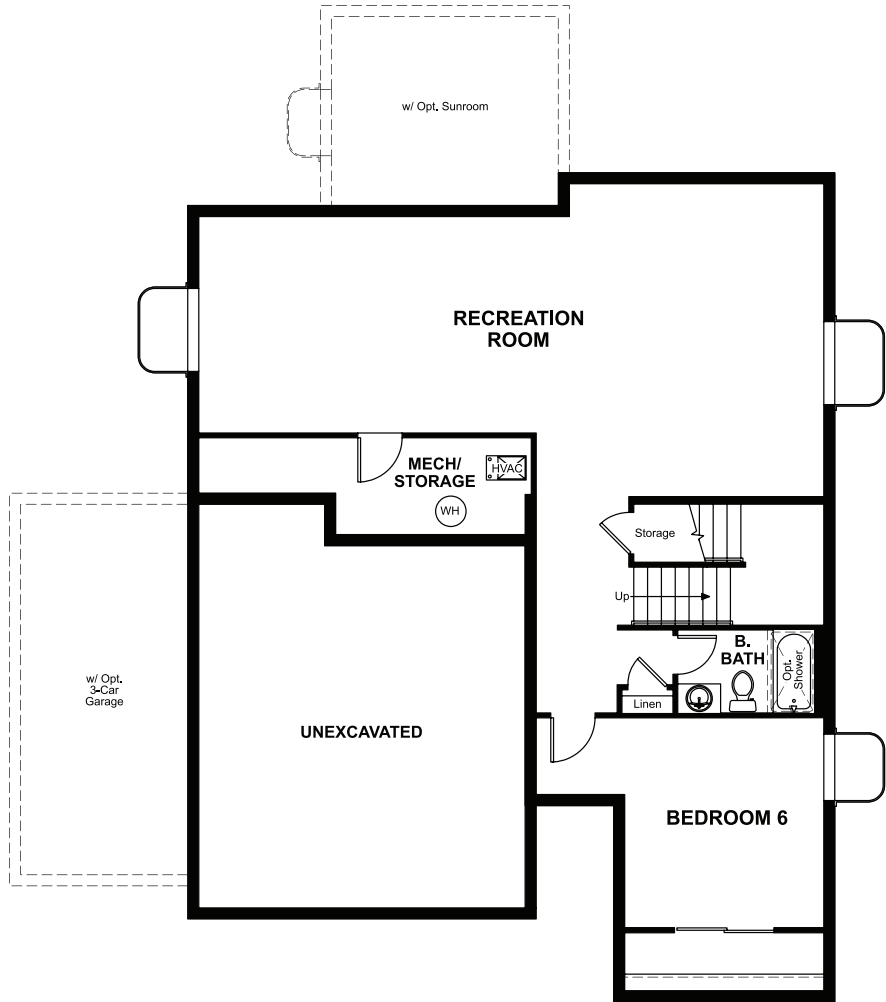 w/ Opt. Sunroom
RECREATION
ROOM
MECH/
STORAGE
HVAC
WH
Storage
Up
B.
BATH
Opt.
Shower
Linen
w/ Opt.
3-Car
Garage
UNEXCAVATED
BEDROOM 6